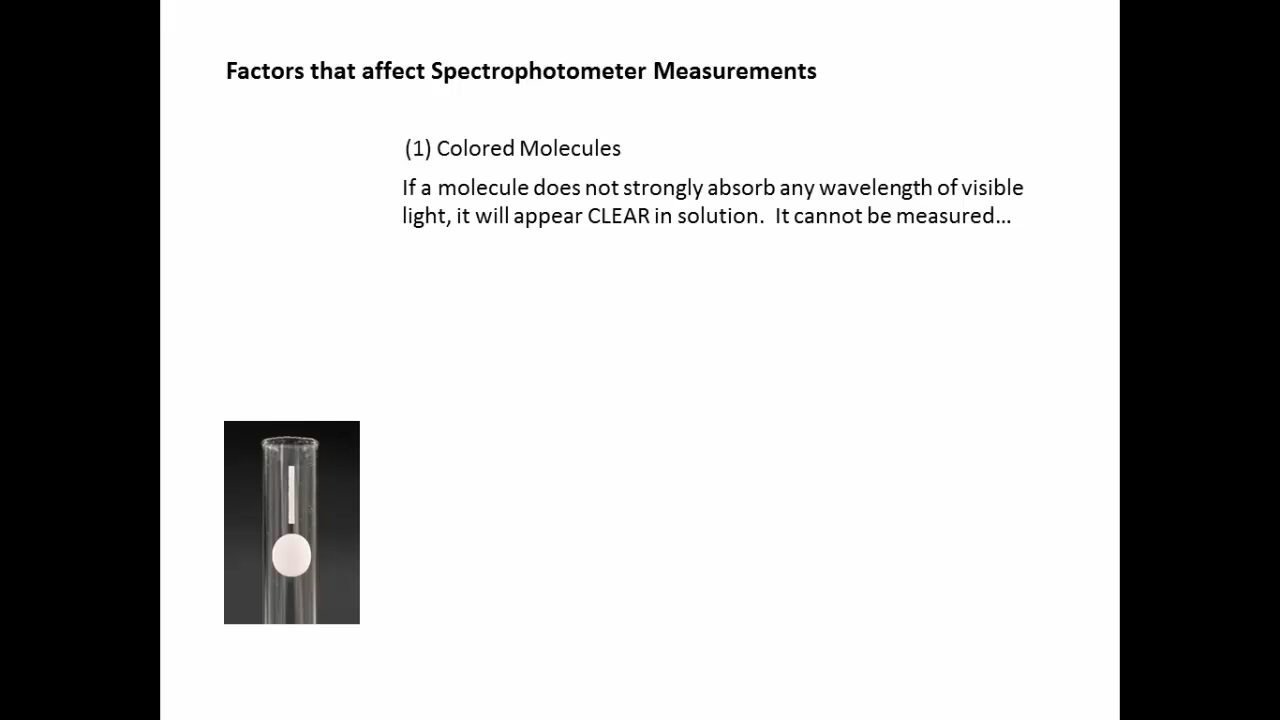 Factors that affect Spectrophotometer Measurements
(1) Colored Molecules
If a molecule does not strongly absorb any wavelength of visible
light, it will appear CLEAR in solution.  It cannot be measured…